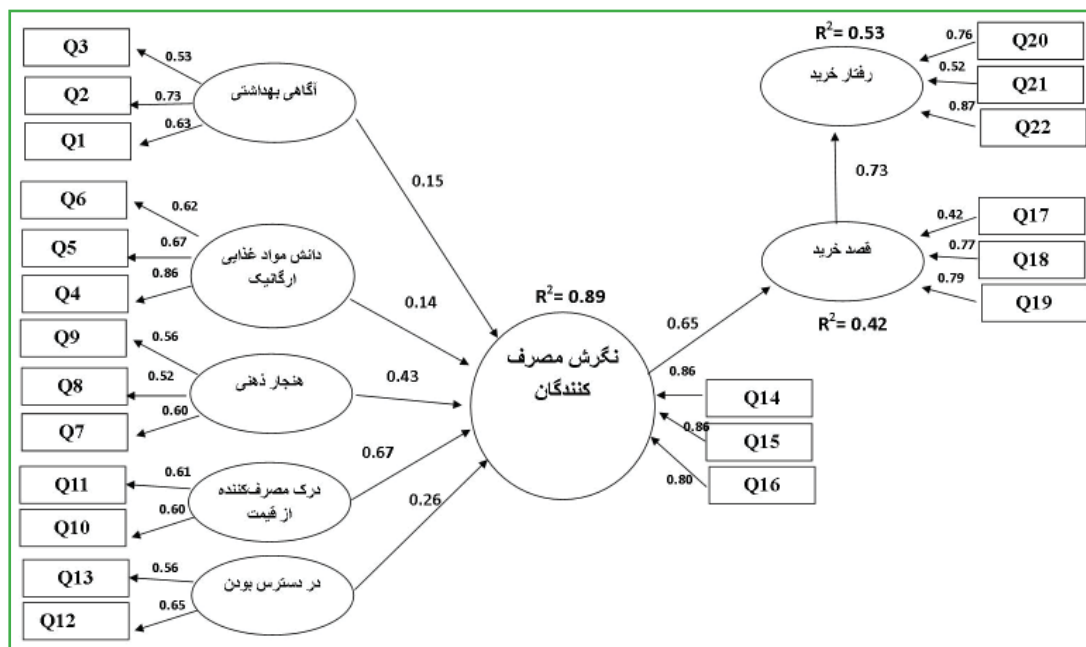 Q3
0.53
Q2
0.73
Q1
0.63
آگاهی بهداشتی
0.15
Q6
0.62
Q5
0.67
Q4
0.86
دانش مواد غذایی
ارگانیک
0.14
Q9
0.56
Q8
0.52
Q7
0.60
هنجار ذهنی
0.43
Q11
0.61
Q10
0.60
درک مصرف‌کننده
از قیمت
0.67
Q13
0.56
Q12
0.65
در دسترس بودن
0.26
R²= 0.89
نگرش مصرف
کنندگان
0.86
Q14
0.86
Q15
0.80
Q16
0.65
R²= 0.53
رفتار خرید
0.76
Q20
0.52
Q21
0.87
Q22
0.73
قصد خرید
R²= 0.42
0.42
Q17
0.77
Q18
0.79
Q19